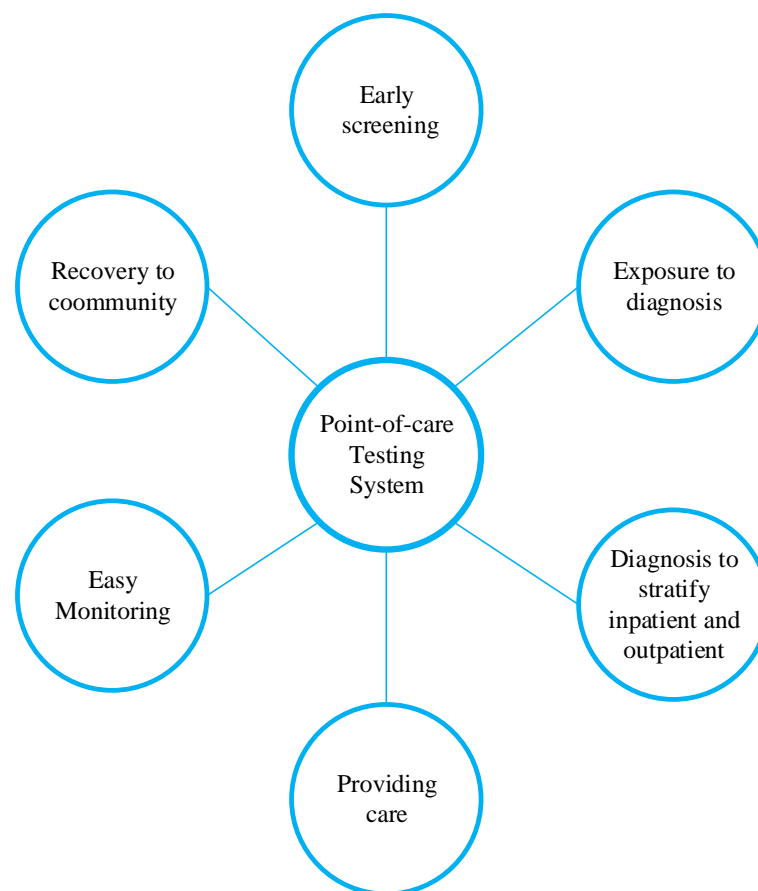 Early
screening
Recovery to
coommunity
Exposure to
diagnosis
Point-of-care
Testing
System
Easy
Monitoring
Diagnosis to
stratify
inpatient and
outpatient
Providing
care